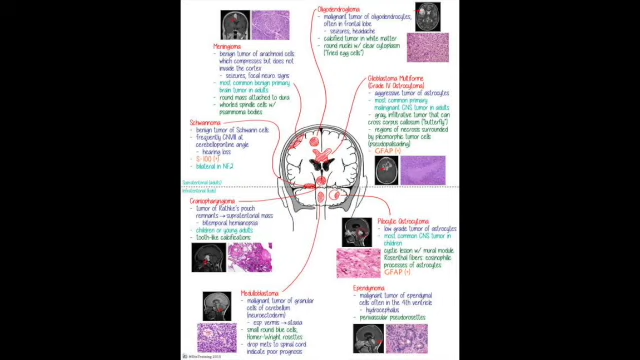 Oligodendroglioma
- malignant tumor of oligodendrocytes,
often in frontal lobe
- seizures, headache
- calcified tumor in white matter
- round nuclei w/ clear cytoplasm
("fried egg cells")
Meningioma
- benign tumor of arachnoid cells
which compresses but does not
invade the cortex
- seizures, focal neuro. signs
- most common benign primary
brain tumor in adults
- round mass attached to dura
- whorled spindle cells w/
psammoma bodies
Glioblastoma Multiforme
(Grade IV Astrocytoma)
- aggressive tumor of astrocytes
- most common primary
malignant CNS tumor in adults
- gray, infiltrative tumor that can
cross corpus callosum ("butterfly")
- regions of necrosis surrounded
by pleomorphic tumor cells
(pseudopalisading)
- GFAP (+)
Schwannoma
- benign tumor of Schwann cells
- frequently CNVIII at
cerebellopontine angle
- hearing loss
- S-100 (+)
- bilateral in NF2
Supratentorial (adults)
Infratentorial (kids)
Craniopharyngioma
- tumor of Rathke's pouch
remnants → supratentorial mass
- bitemporal hemianopsia
- children or young adults
- tooth-like calcifications
Pilocytic Astrocytoma
- low grade tumor of astrocytes
- most common CNS tumor in
children
- cystic lesion w/ mural nodule
- Rosenthal fibers: eosinophilic
processes of astrocytes
- GFAP (+)
Medulloblastoma
- malignant tumor of granular
cells of cerebellum
(neuroectoderm)
- esp vermis → ataxia
- small round blue cells,
Homer-Wright rosettes
- drop mets to spinal cord
indicate poor prognosis
Ependymoma
- malignant tumor of ependymal
cells often in the 4th ventricle
- hydrocephalus
- perivascular pseudorosettes